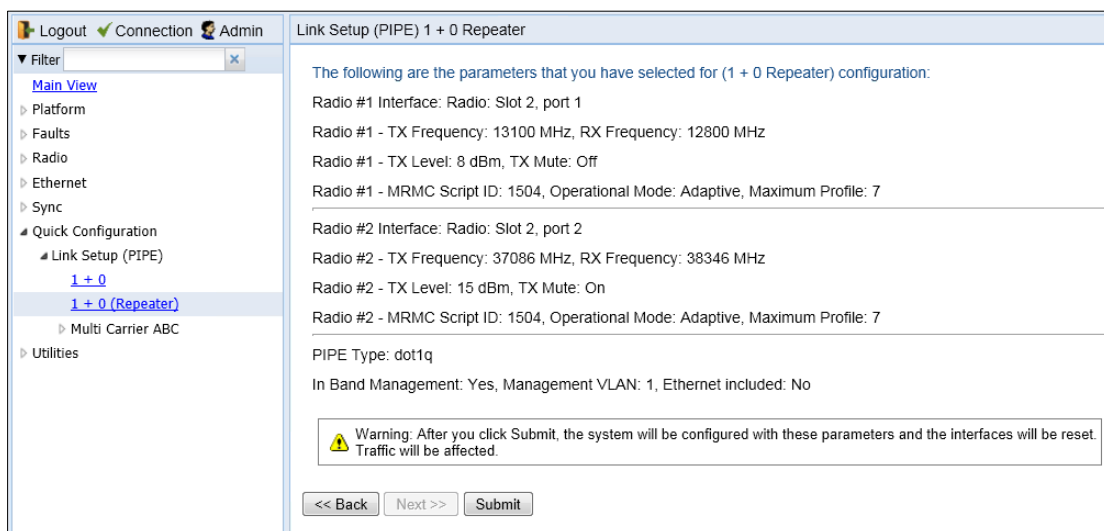 Logout Connection Admin
Filter
Main View
Platform
Faults
Radio
Ethernet
Sync
Quick Configuration
Link Setup (PIPE)
1 + 0
1 + 0 (Repeater)
Multi Carrier ABC
Utilities
Link Setup (PIPE) 1 + 0 Repeater
The following are the parameters that you have selected for (1 + 0 Repeater) configuration:
Radio #1 Interface: Radio: Slot 2, port 1
Radio #1 - TX Frequency: 13100 MHz, RX Frequency: 12800 MHz
Radio #1 - TX Level: 8 dBm, TX Mute: Off
Radio #1 - MRMC Script ID: 1504, Operational Mode: Adaptive, Maximum Profile: 7
Radio #2 Interface: Radio: Slot 2, port 2
Radio #2 - TX Frequency: 37086 MHz, RX Frequency: 38346 MHz
Radio #2 - TX Level: 15 dBm, TX Mute: On
Radio #2 - MRMC Script ID: 1504, Operational Mode: Adaptive, Maximum Profile: 7
PIPE Type: dot1q
In Band Management: Yes, Management VLAN: 1, Ethernet included: No
Warning: After you click Submit, the system will be configured with these parameters and the interfaces will be reset.
Traffic will be affected.
<< Back Next >> Submit